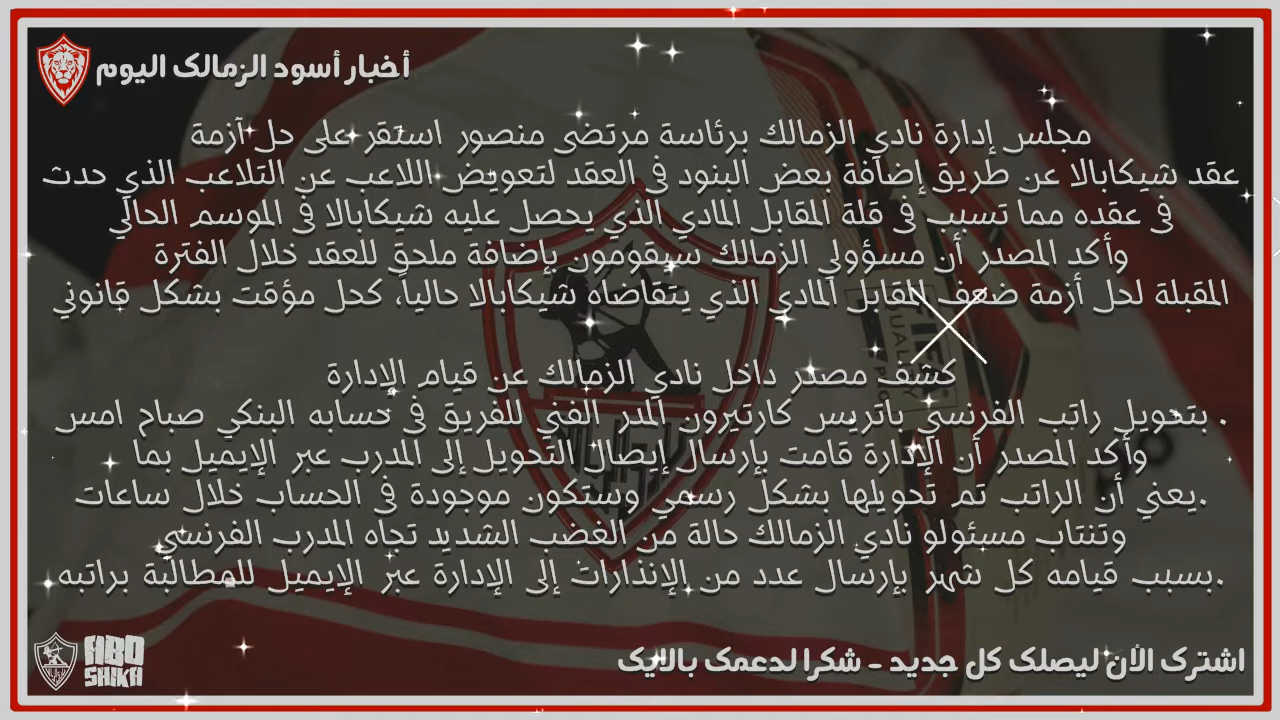 أخبار أسود الزمالك اليوم
مجلس إدارة نادي الزمالك برئاسة مرتضى منصور استقر على حل أزمة
عقد شيكابالا عن طريق إضافة بعض البنود في العقد لتعويض اللاعب عن التلاعب الذي حدث
في عقده مما تسبب في قلة المقابل المادي الذي يحصل عليه شيكابالا في الموسم الحالي
وأكد المصدر أن مسؤولي الزمالك سيقومون بإضافة ملحق للعقد خلال الفترة
المقبلة لحل أزمة ضعف المقابل المادي الذي يتقاضاه شيكابالا حالياً، كحل مؤقت بشكل قانوني
كشف مصدر داخل نادي الزمالك عن قيام الإدارة
. بتحويل راتب الفرنسي باتريس كارتيرون المدر الفني للفريق في حسابه البنكي صباح امس
وأكد المصدر أن الإدارة قامت بإرسال إيصال التحويل إلى المدرب عبر الإيميل بما
.يعني أن الراتب تم تحويلها بشكل رسمي وستكون موجودة في الحساب خلال ساعات
وتنتاب مسئولو نادي الزمالك حالة من الغضب الشديد تجاه المدرب الفرنسي
.بسبب قيامه كل شهر بإرسال عدد من الإنذارات إلى الإدارة عبر الإيميل للمطالبة براتبه
اشترك الأن ليصلك كل جديد - شكرا لدعمك بالايك
ABO
SHIKA